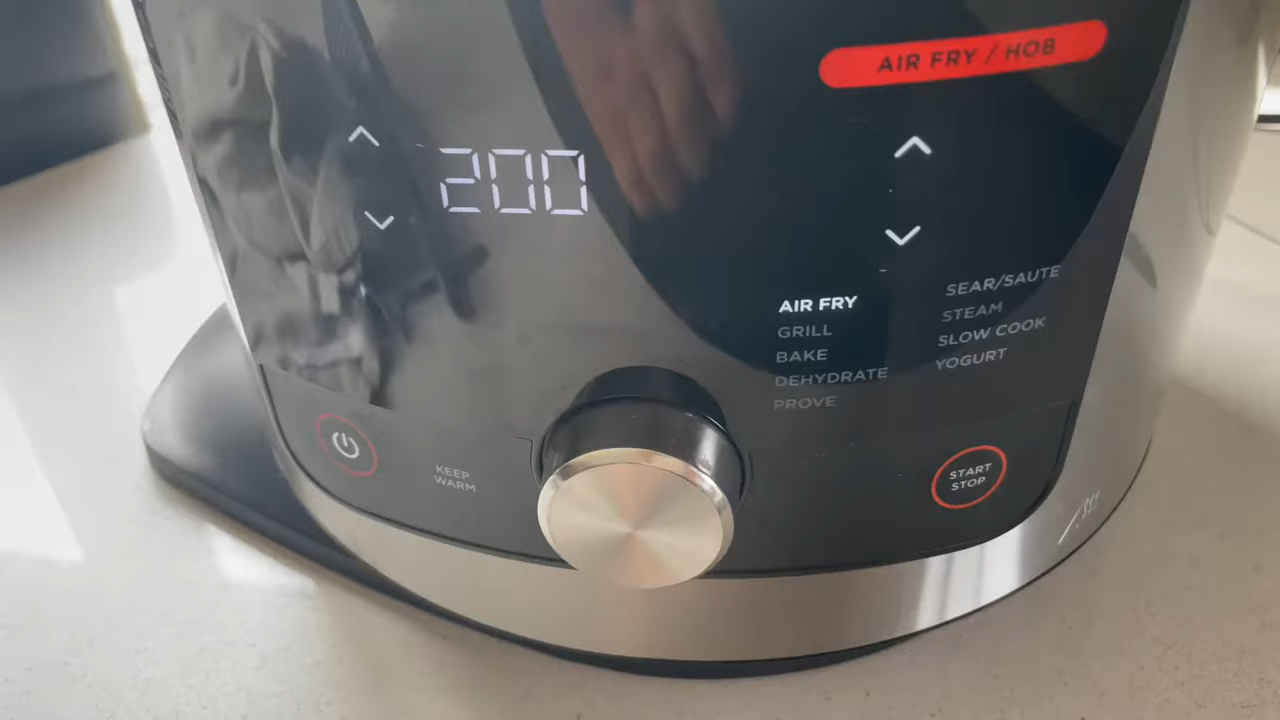 AIR FRY / HOB
200
AIR FRY
GRILL
BAKE
DEHYDRATE
PROVE
SEAR/SAUTE
STEAM
SLOW COOK
YOGURT
KEEP
WARM
START
STOP